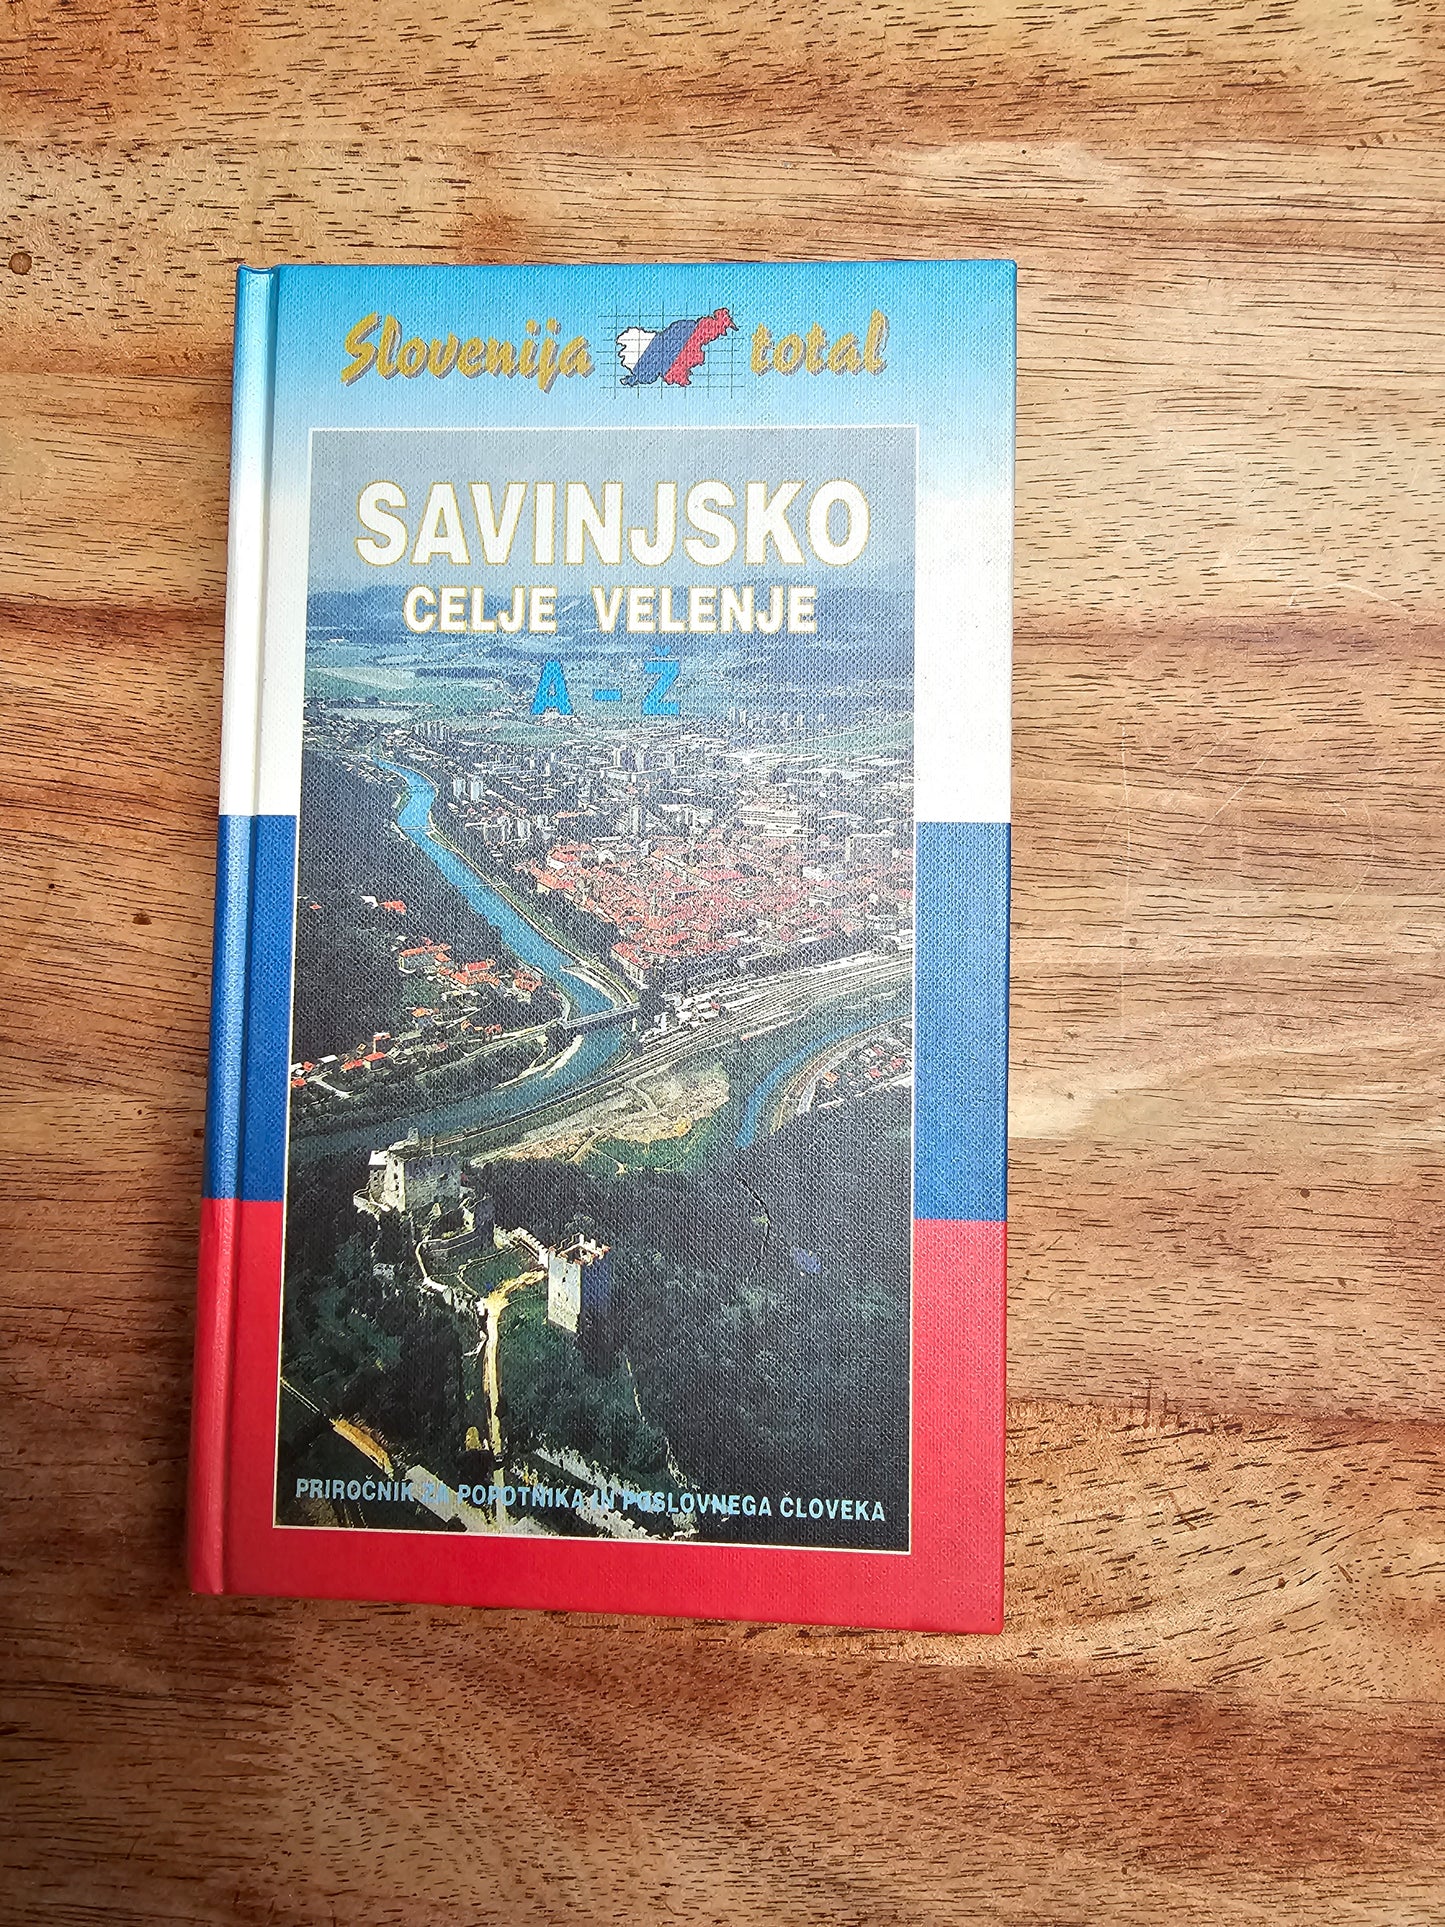 Slovenija total
SAVINJSKO
CELJE VELENJE
A - Ž
PRIROČNIK ZA POPOTNIKA IN POSLOVNEGA ČLOVEKA